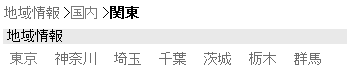 地域情報 >国内 >関東
地域情報
東京 神奈川 埼玉 千葉 茨城 栃木 群馬